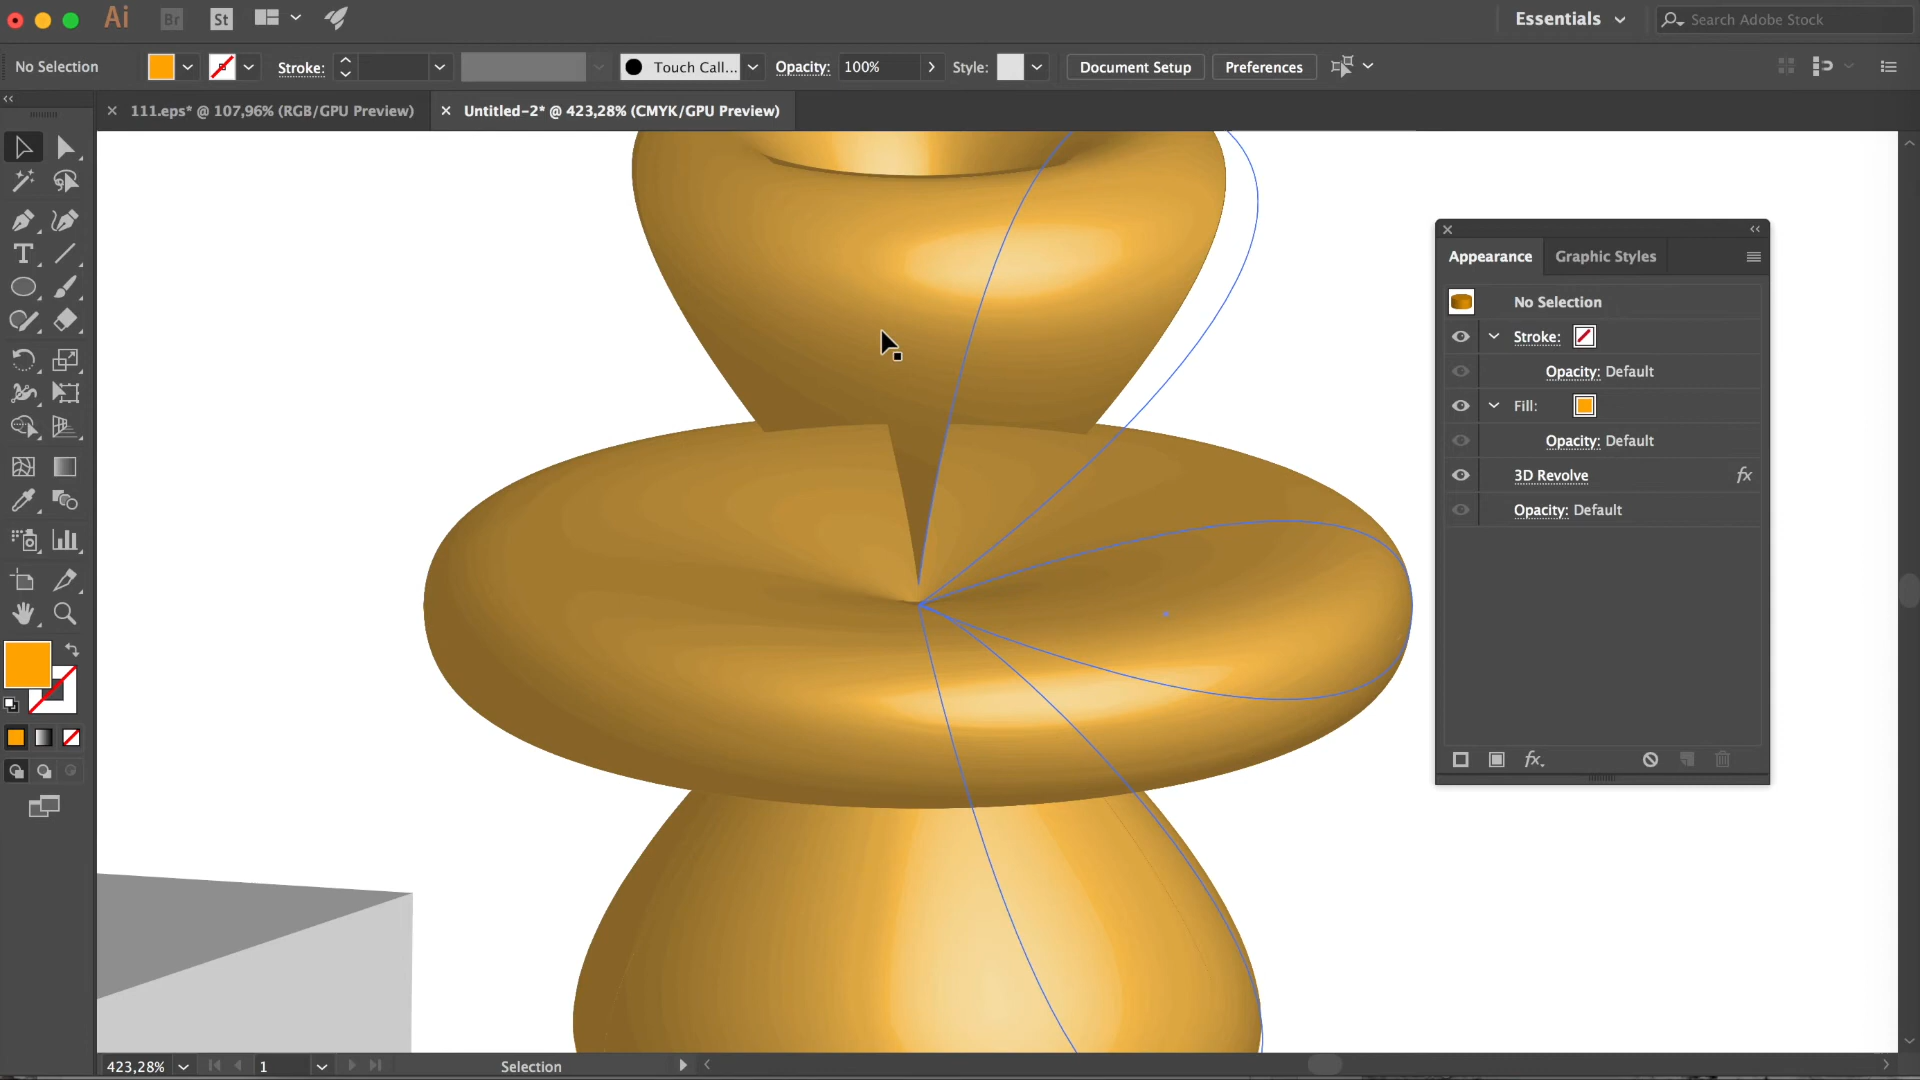 Ai Br St Essentials Search Adobe Stock
No Selection Stroke: Touch Call... Opacity: 100% Style: Document Setup Preferences
111.eps* @ 107,96% (RGB/GPU Preview) Untitled-2* @ 423,28% (CMYK/GPU Preview)
Appearance Graphic Styles
No Selection
Stroke:
Opacity: Default
Fill:
Opacity: Default
3D Revolve fx
Opacity: Default
fx.
423,28% 1 Selection